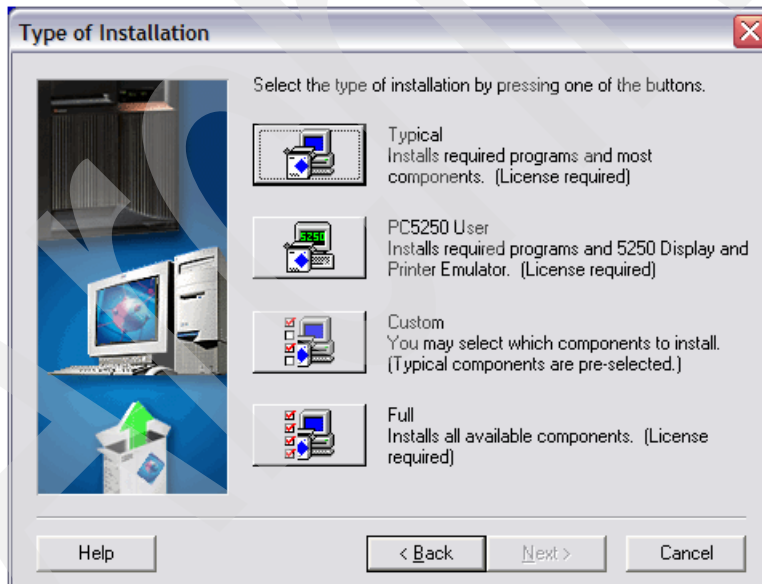 Type of Installation
Select the type of installation by pressing one of the buttons.
Typical
Installs required programs and most
components. (License required)
5250
PC5250 User
Installs required programs and 5250 Display and
Printer Emulator. (License required)
Custom
You may select which components to install.
(Typical components are pre-selected.)
Full
Installs all available components. (License
required)
Help
< Back
Next >
Cancel